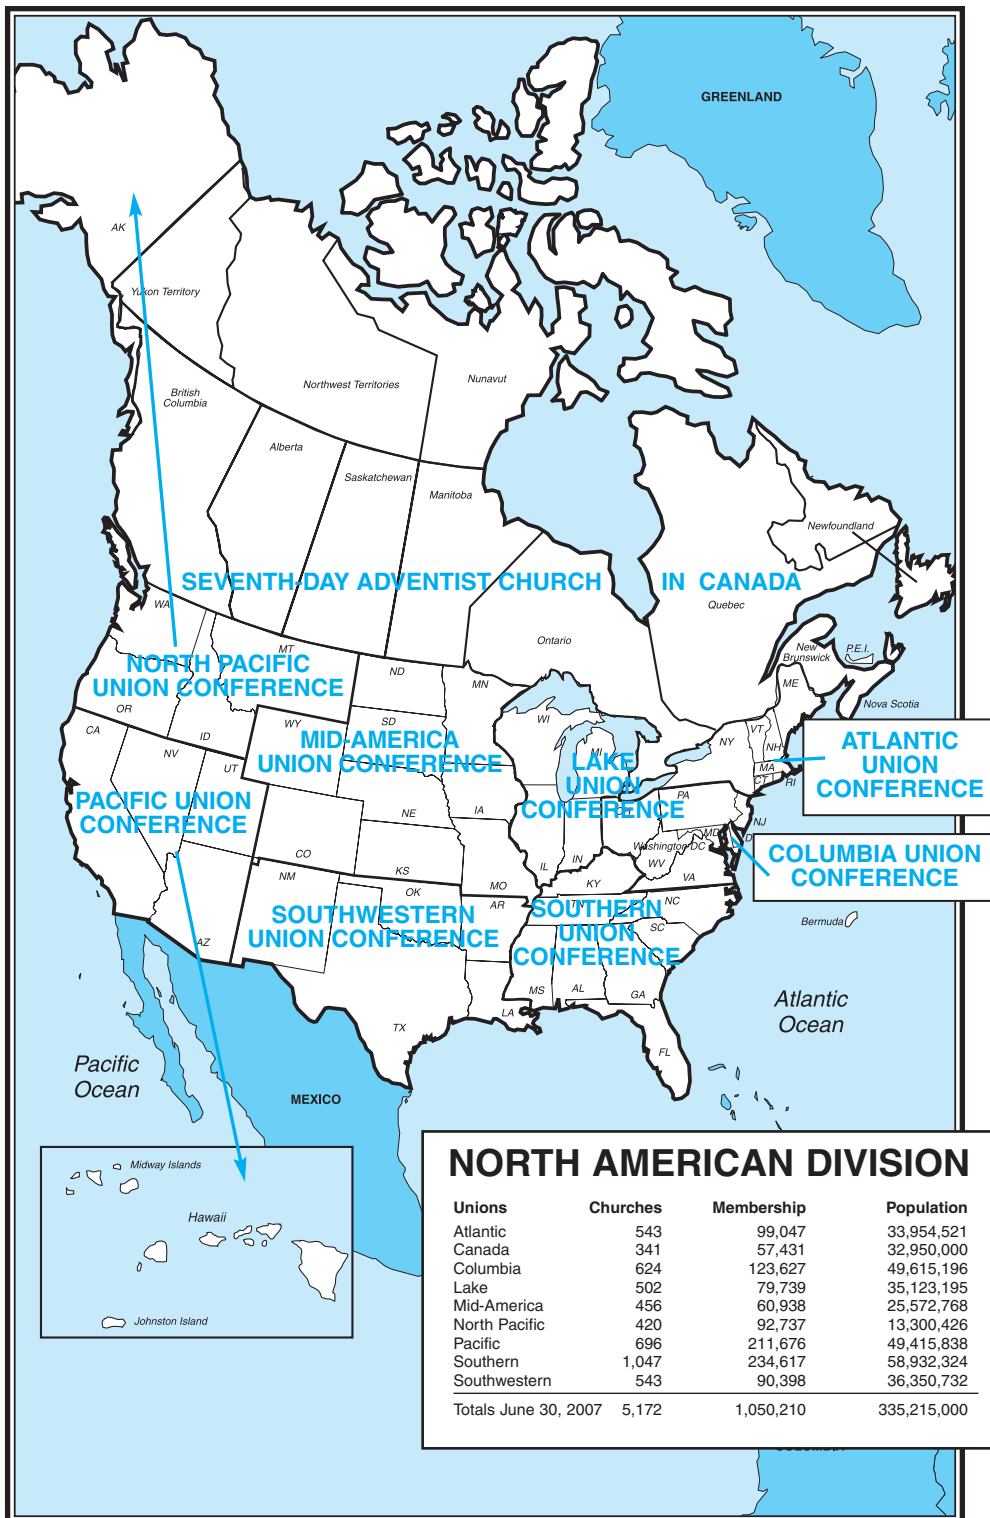 GREENLAND
AK
Yukon Territory
Northwest Territories
Nunavut
British
Columbia
Alberta
Saskatchewan
Manitoba
Newfoundland
SEVENTH-DAY ADVENTIST CHURCH IN CANADA
Quebec
Ontario
New
Brunswick
P.E.I.
Nova Scotia
WA
MT
ND
MN
ME
NORTH PACIFIC
UNION CONFERENCE
OR
ID
WY
SD
WI
MI
NY
VT
NH
MA
CT
RI
ATLANTIC
UNION
CONFERENCE
CA
NV
UT
MID-AMERICA
UNION CONFERENCE
LAKE
UNION
CONFERENCE
PACIFIC UNION
CONFERENCE
NE
IA
PA
NJ
MD
Washington DC
COLUMBIA UNION
CONFERENCE
CO
KS
MO
IL
IN
WV
VA
KY
NM
OK
AR
TN
NC
SC
SOUTHWESTERN
UNION CONFERENCE
SOUTHERN
UNION
CONFERENCE
Bermuda
AZ
TX
LA
MS
AL
GA
FL
Atlantic
Ocean
Pacific
Ocean
MEXICO
Midway Islands
Hawaii
Johnston Island
NORTH AMERICAN DIVISION
Unions Churches Membership Population
Atlantic 543 99,047 33,954,521
Canada 341 57,431 32,950,000
Columbia 624 123,627 49,615,196
Lake 502 79,739 35,123,195
Mid-America 456 60,938 25,572,768
North Pacific 420 92,737 13,300,426
Pacific 696 211,676 49,415,838
Southern 1,047 234,617 58,932,324
Southwestern 543 90,398 36,350,732
Totals June 30, 2007 5,172 1,050,210 335,215,000